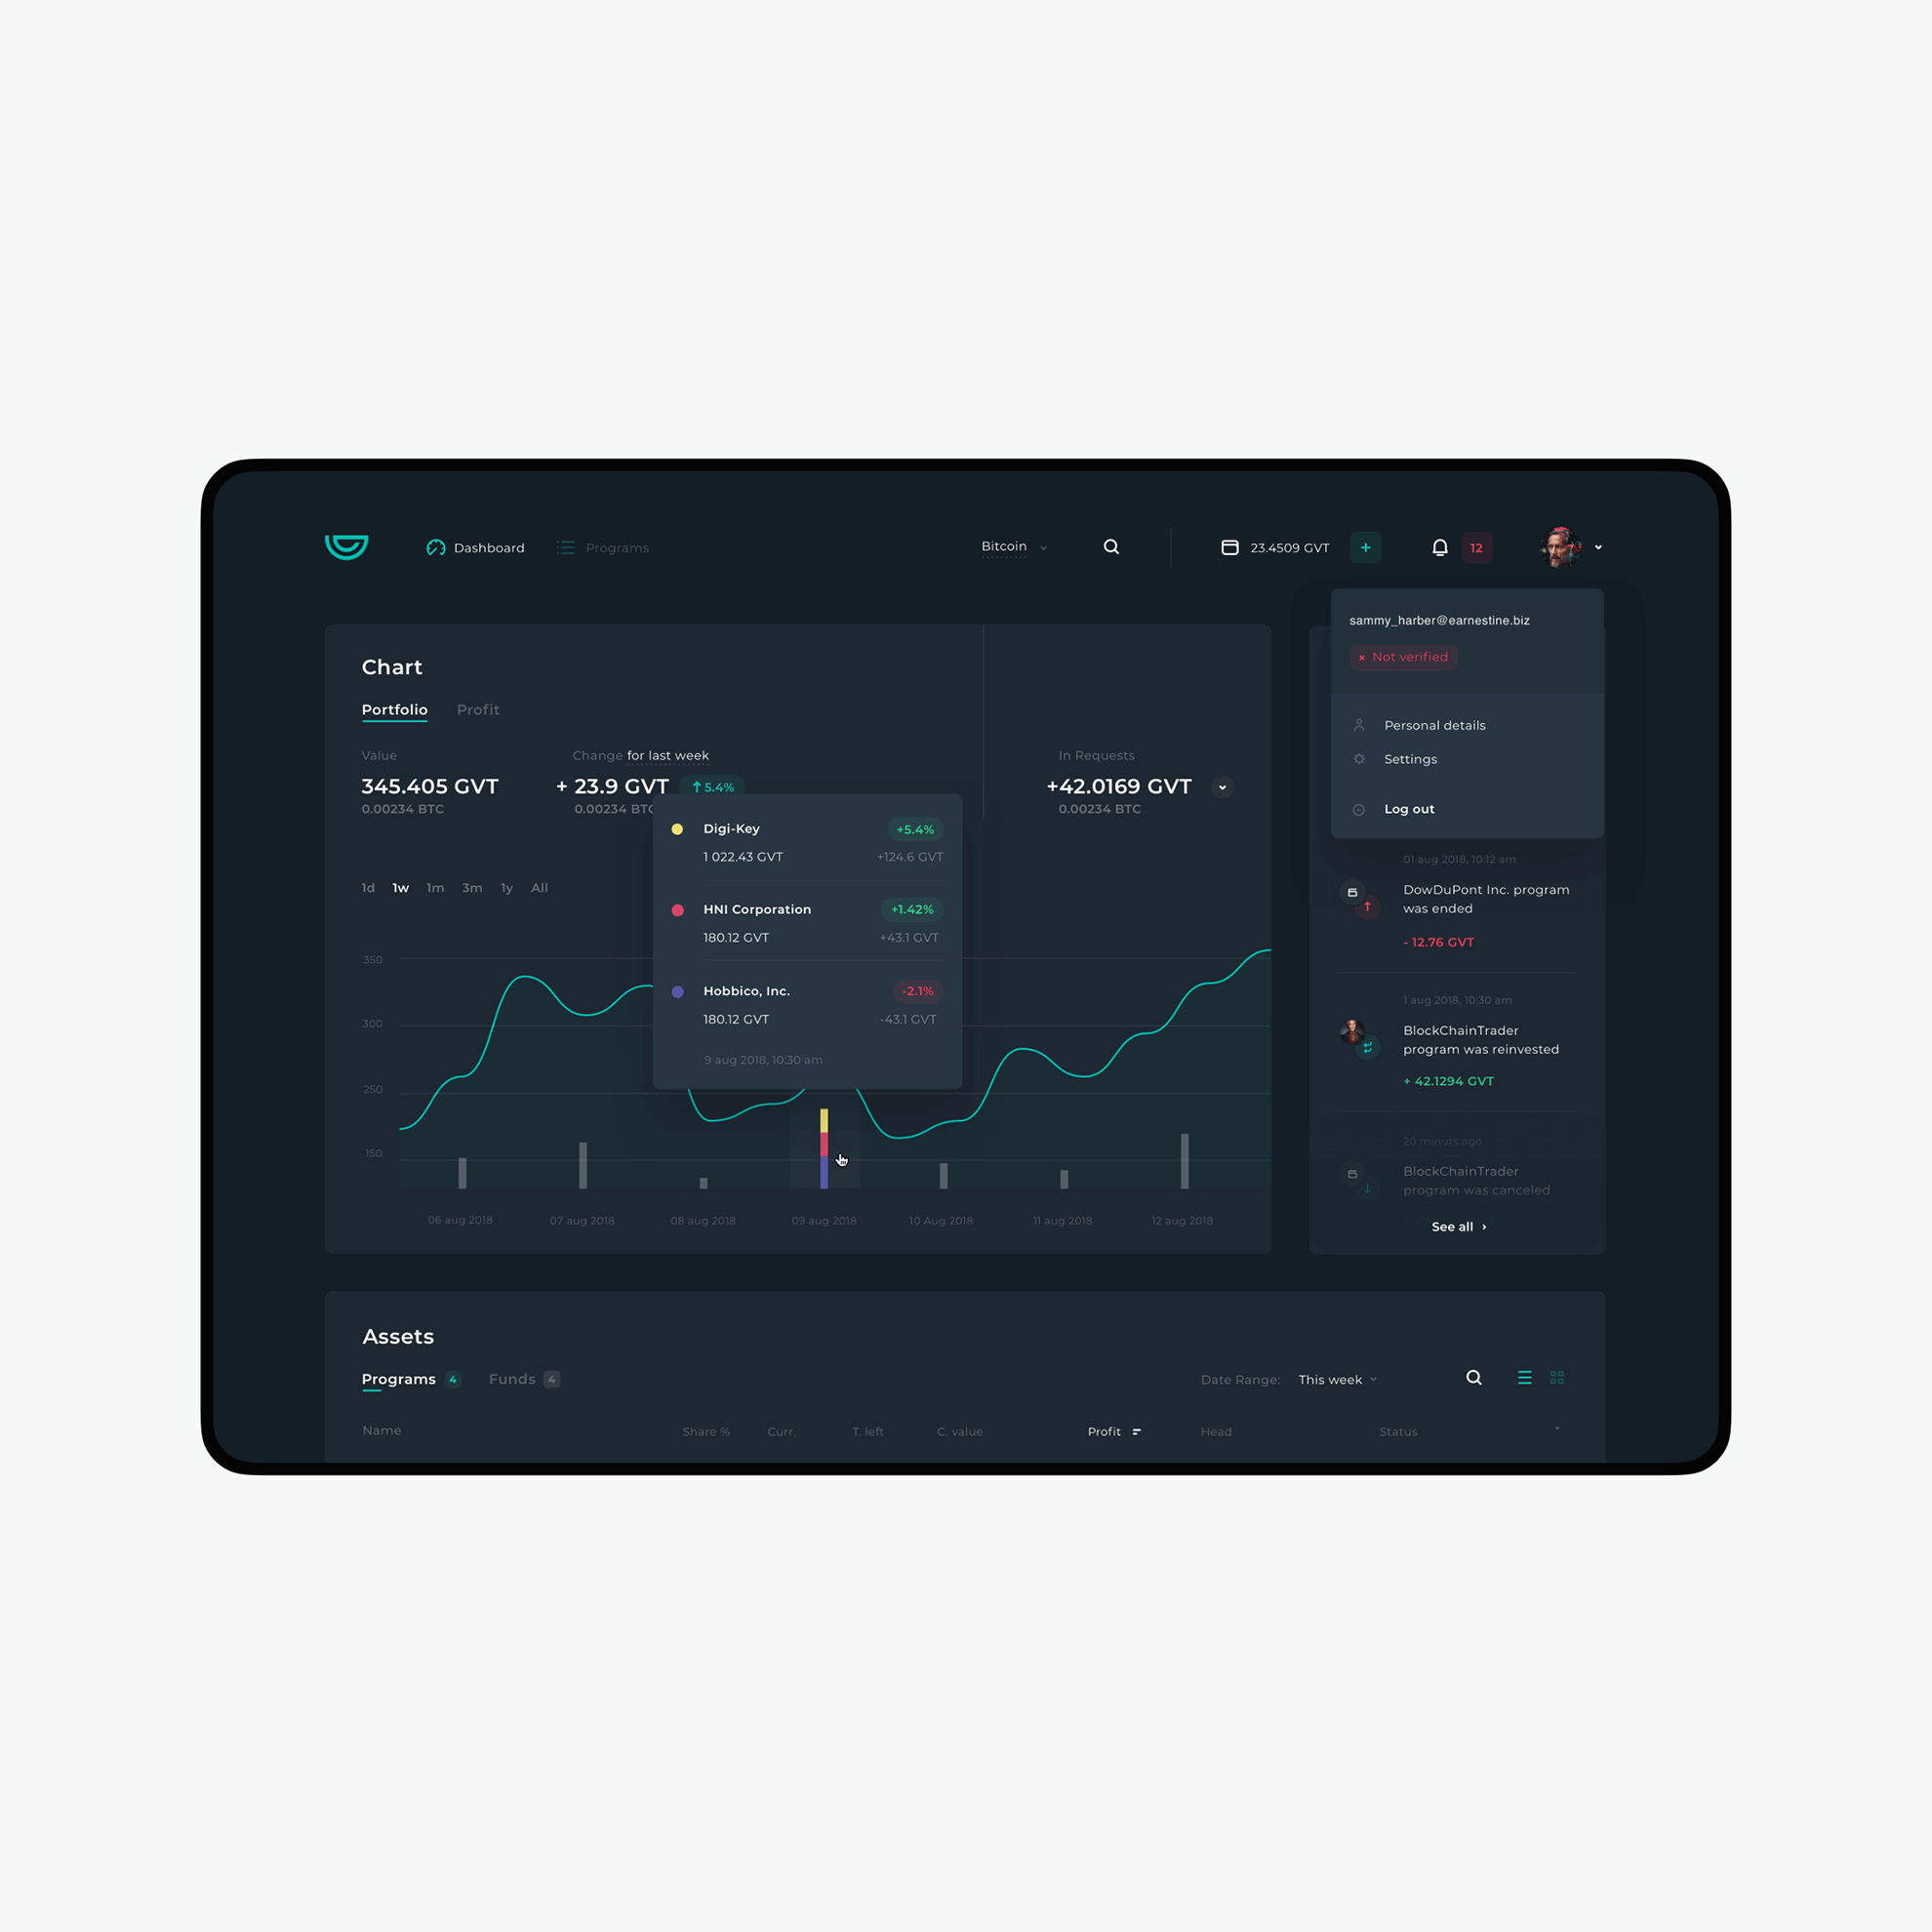 Dashboard
Programs
Bitcoin
23.4509 GVT
+
12
sammy_harber@earnestine.biz
× Not verified
Personal details
Settings
Log out
Chart
Portfolio
Profit
Value
345.405 GVT
0.00234 BTC
Change for last week
+ 23.9 GVT
5.4%
0.00234 BTC
In Requests
+42.0169 GVT
0.00234 BTC
1d 1w 1m 3m 1y All
Digi-Key
+5.4%
1 022.43 GVT
+124.6 GVT
HNI Corporation
+1.42%
180.12 GVT
+43.1 GVT
Hobbico, Inc.
-2.1%
180.12 GVT
-43.1 GVT
9 aug 2018, 10:30 am
350
300
250
150
06 aug 2018
07 aug 2018
08 aug 2018
09 aug 2018
10 Aug 2018
11 aug 2018
12 aug 2018
01 aug 2018, 10:12 am
DowDuPont Inc. program
was ended
- 12.76 GVT
1 aug 2018, 10:30 am
BlockChainTrader
program was reinvested
+ 42.1294 GVT
20 minuts ago
BlockChainTrader
program was canceled
See all
Assets
Programs 4
Funds 4
Date Range: This week
Name
Share %
Curr.
T. left
C. value
Profit
Head
Status